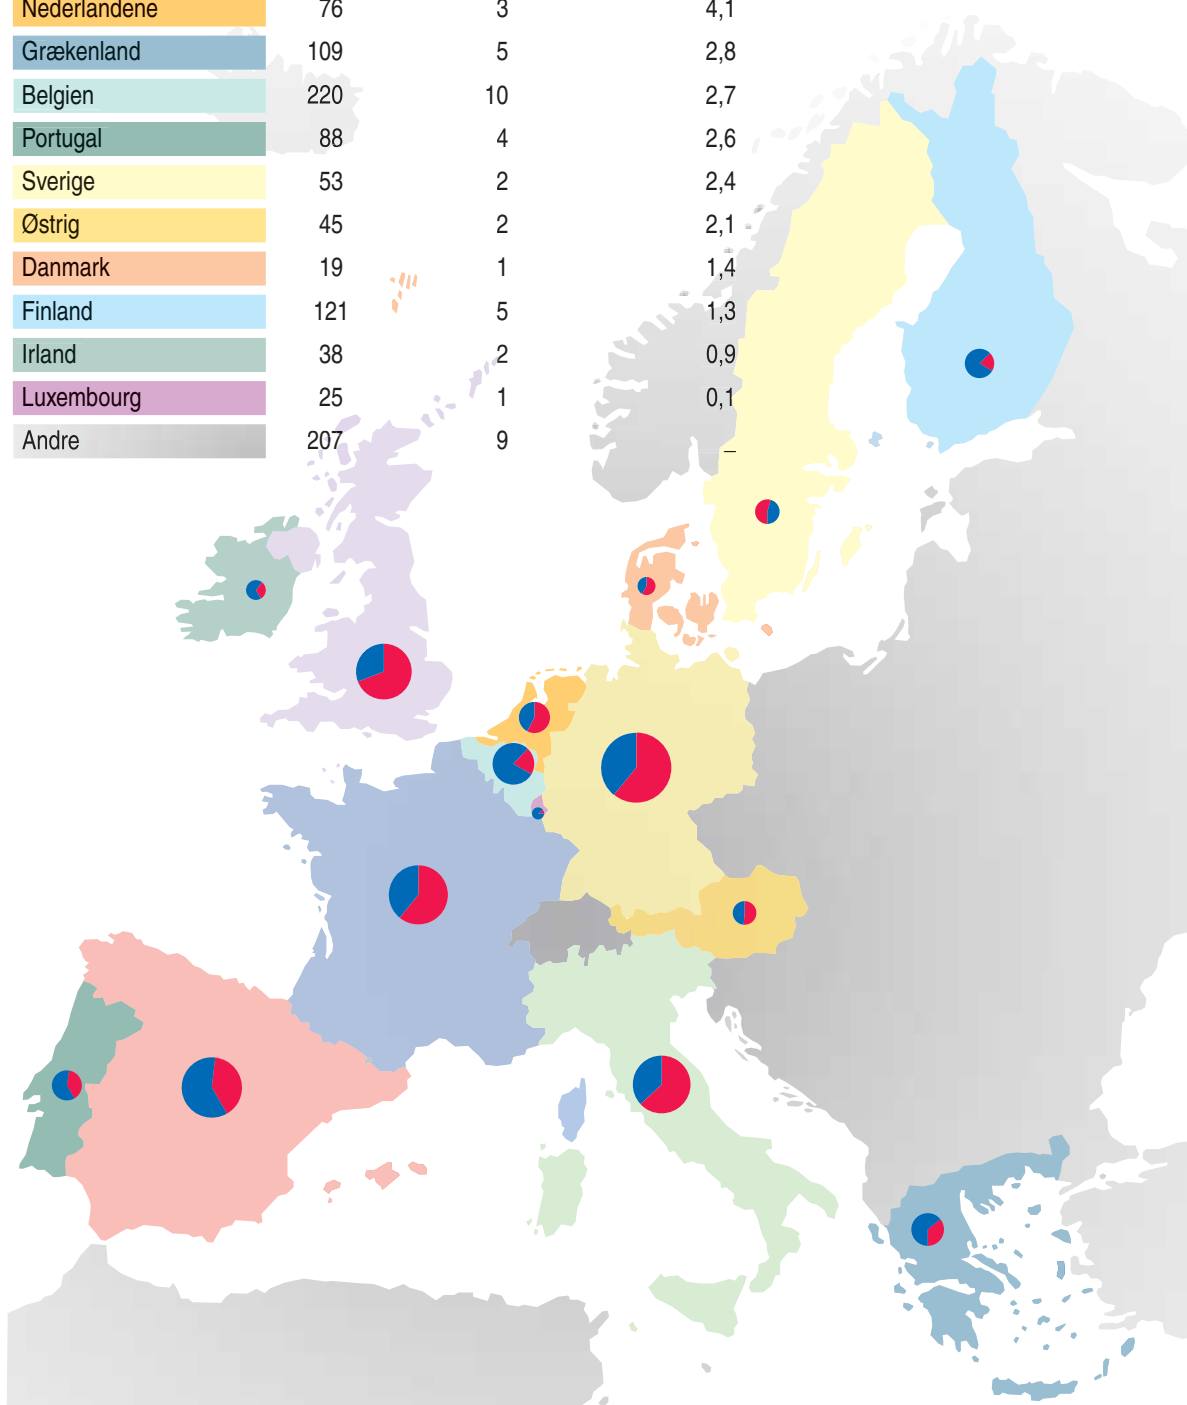 Nederlandene 76 3 4,1
Grækenland 109 5 2,8
Belgien 220 10 2,7
Portugal 88 4 2,6
Sverige 53 2 2,4
Østrig 45 2 2,1
Danmark 19 1 1,4
Finland 121 5 1,3
Irland 38 2 0,9
Luxembourg 25 1 0,1
Andre 207 9 _